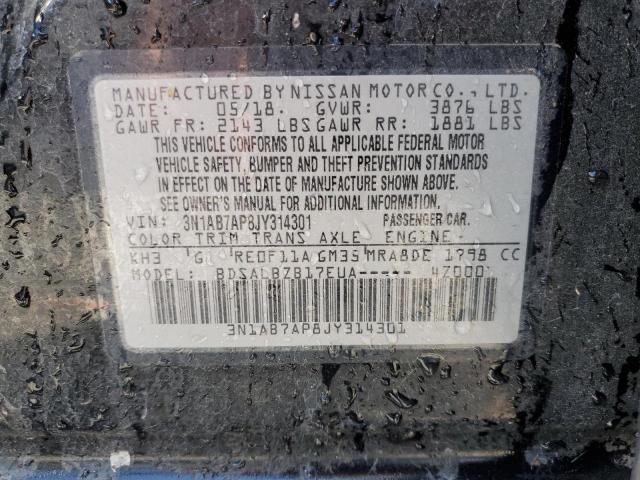 MANUFACTURED BY NISSAN MOTOR CO., LTD.
DATE: 05/18. GVWR: 3876 LBS
GAWR FR: 2143 LBS GAWR RR: 1881 LBS
THIS VEHICLE CONFORMS TO ALL APPLICABLE FEDERAL MOTOR
VEHICLE SAFETY, BUMPER AND THEFT PREVENTION STANDARDS
IN EFFECT ON THE DATE OF MANUFACTURE SHOWN ABOVE.
SEE OWNER'S MANUAL FOR ADDITIONAL INFORMATION.
VIN: 3N1AB7AP8JY314301 PASSENGER CAR.
COLOR TRIM TRANS AXLE ENGINE
KH3 G RE0F11A GM35 MRA8DE 1798 CC
MODEL: BDSALBZB17EUA----- 47000
3N1AB7AP8JY314301